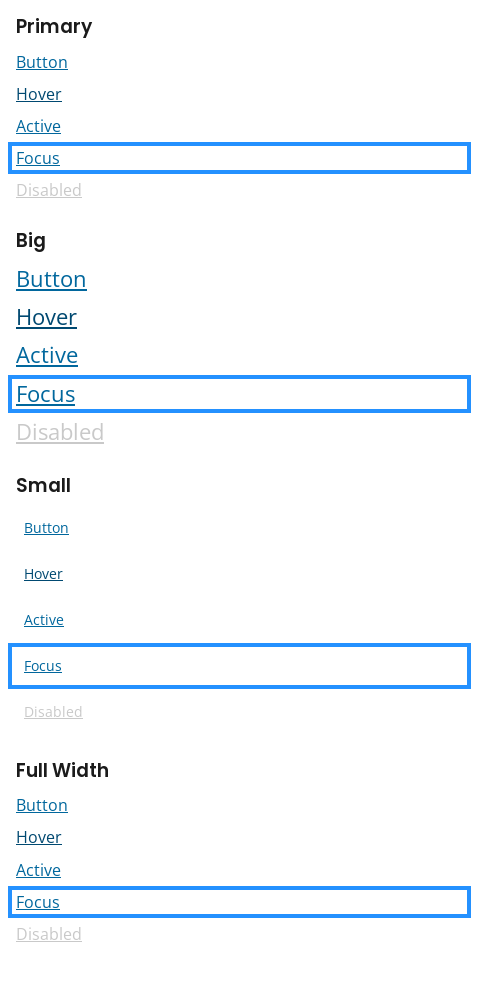 Primary
Button
Hover
Active
Focus
Disabled
Big
Button
Hover
Active
Focus
Disabled
Small
Button
Hover
Active
Focus
Disabled
Full Width
Button
Hover
Active
Focus
Disabled